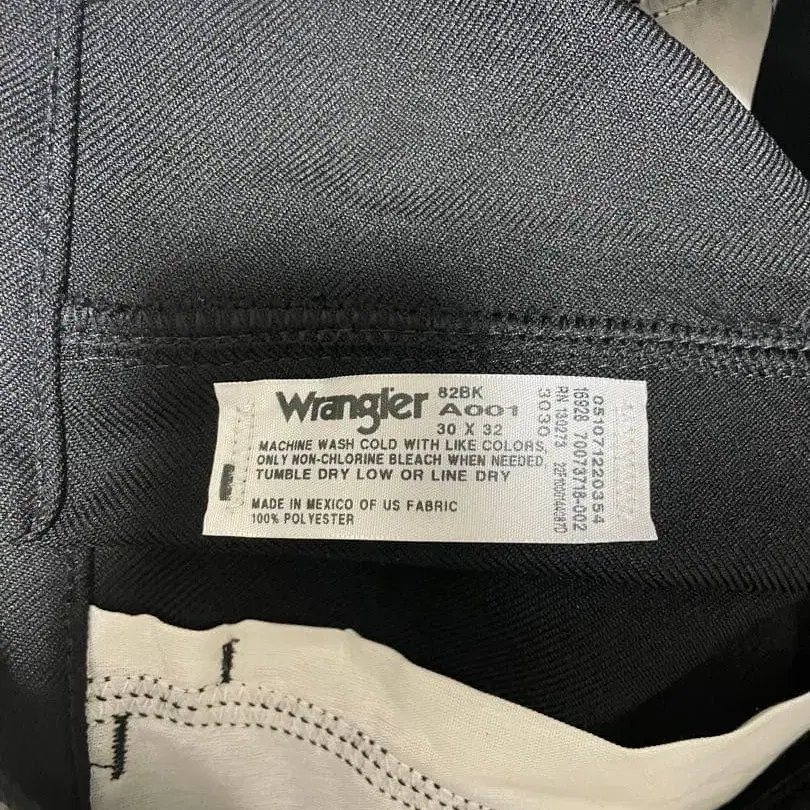 Wrangler
82BK
A001
30 X 32
MACHINE WASH COLD WITH LIKE COLORS,
ONLY NON-CHLORINE BLEACH WHEN NEEDED,
TUMBLE DRY LOW OR LINE DRY
MADE IN MEXICO OF US FABRIC
100% POLYESTER
051071220354
16928 70073718-002
RN 130273
3030